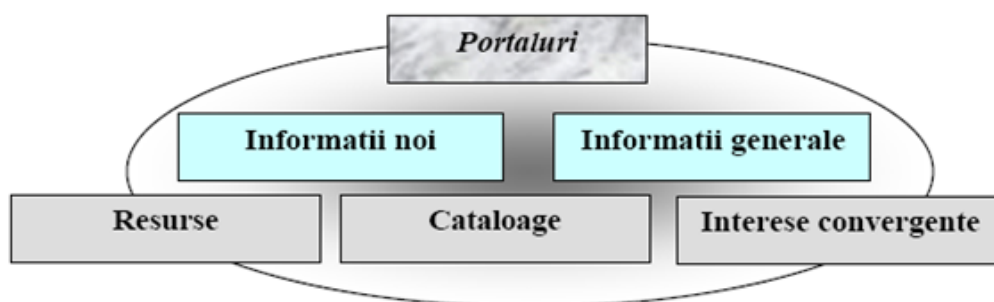 Portaluri
Informatii noi
Informatii generale
Resurse
Cataloage
Interese convergente